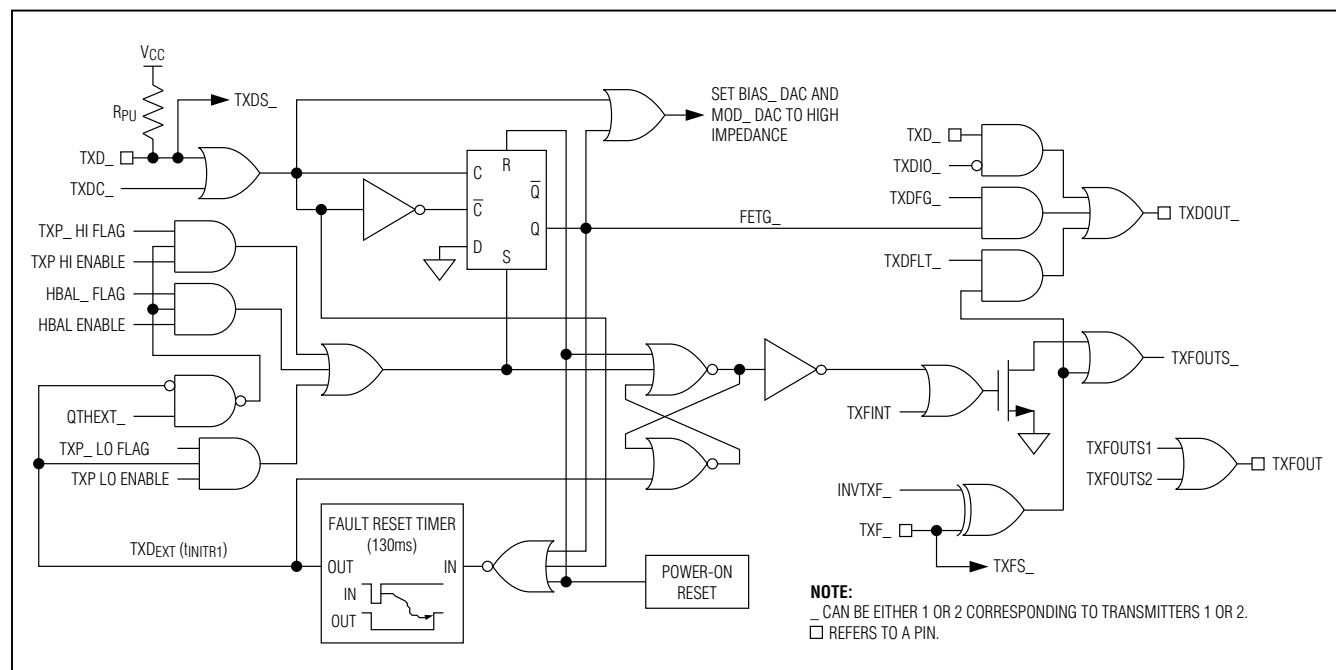 VCC
RPU
TXDS_
TXD_
TXDC_
SET BIAS_ DAC AND
MOD_ DAC TO HIGH
IMPEDANCE
TXD_
TXDIO_
TXDFG_
TXDOUT_
TXDFLT_
R
C
Q
C
Q
D
S
FETG_
TXP_ HI FLAG
TXP HI ENABLE
HBAL_ FLAG
HBAL ENABLE
QTHEXT_
TXP_ LO FLAG
TXP LO ENABLE
TXFINT
TXFOUTS_
TXFOUTS1
TXFOUTS2
TXFOUT
INVTXF_
TXF_
TXFS_
TXDEXT (tINITR1)
FAULT RESET TIMER
(130ms)
OUT
IN
IN
OUT
POWER-ON
RESET
NOTE:
_ CAN BE EITHER 1 OR 2 CORRESPONDING TO TRANSMITTERS 1 OR 2.
REFERS TO A PIN.